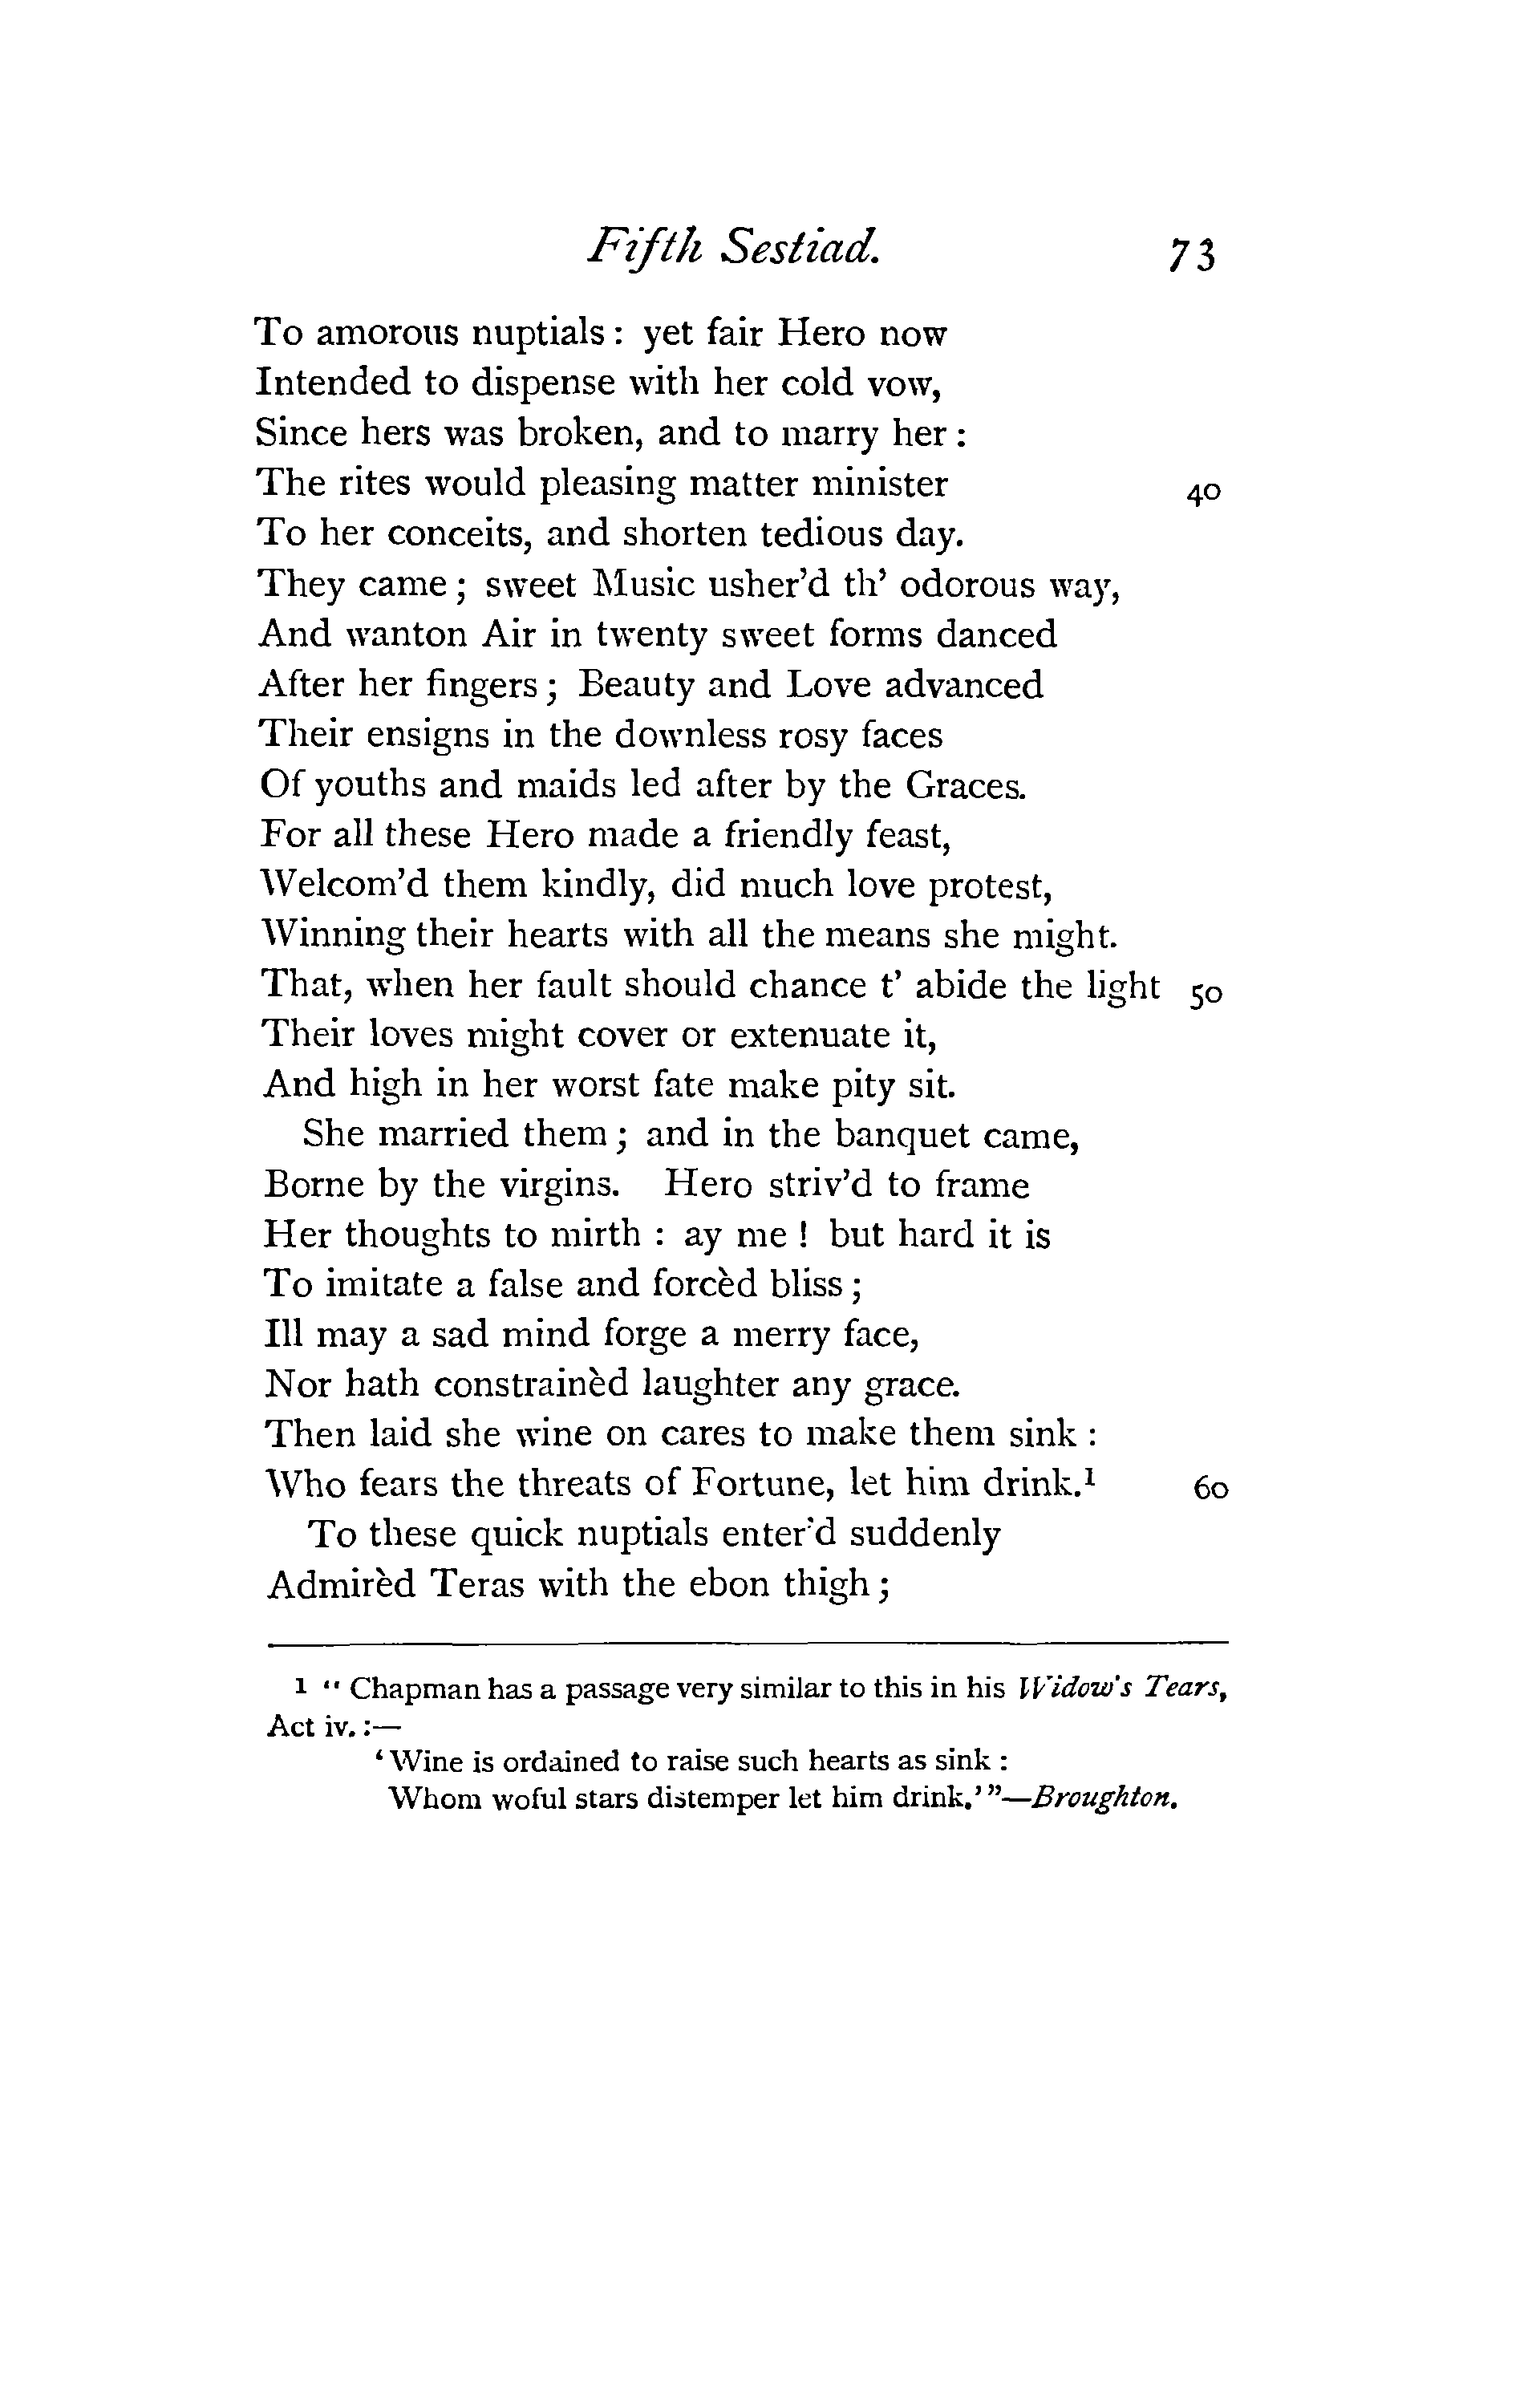 Fifth Sestiad. 73
To amorous nuptials : yet fair Hero now
Intended to dispense with her cold vow,
Since hers was broken, and to marry her :
The rites would pleasing matter minister 40
To her conceits, and shorten tedious day.
They came ; sweet Music usher'd th' odorous way,
And wanton Air in twenty sweet forms danced
After her fingers ; Beauty and Love advanced
Their ensigns in the downless rosy faces
Of youths and maids led after by the Graces.
For all these Hero made a friendly feast,
Welcom'd them kindly, did much love protest,
Winning their hearts with all the means she might.
That, when her fault should chance t' abide the light 50
Their loves might cover or extenuate it,
And high in her worst fate make pity sit.
She married them ; and in the banquet came,
Borne by the virgins. Hero striv'd to frame
Her thoughts to mirth : ay me ! but hard it is
To imitate a false and forcèd bliss ;
Ill may a sad mind forge a merry face,
Nor hath constrainèd laughter any grace.
Then laid she wine on cares to make them sink :
Who fears the threats of Fortune, let him drink.¹ 60
To these quick nuptials enter'd suddenly
Admirèd Teras with the ebon thigh ;
1 “ Chapman has a passage very similar to this in his Widow's Tears,
Act iv. :—
‘ Wine is ordained to raise such hearts as sink :
Whom woful stars distemper let him drink.’ ”—Broughton.